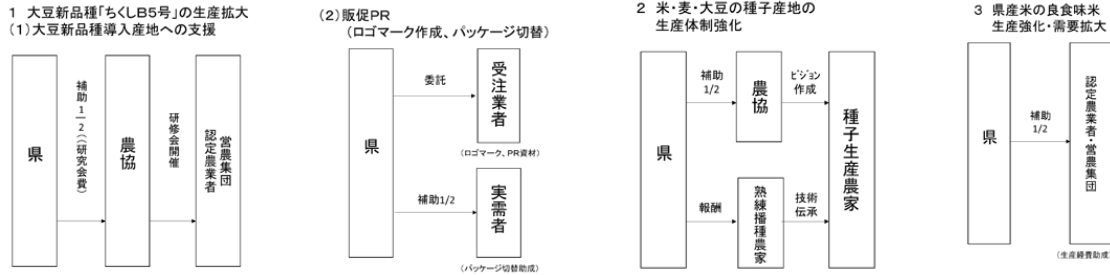 1 大豆新品種「ちくしB5号」の生産拡大
(1)大豆新品種導入産地への支援
県
補助1/2((研究会費)
農協
研修会開催
営農集団
認定農業者
(2)販促PR
(ロゴマーク作成、パッケージ切替)
県
委託
受注業者
(ロゴマーク、PR資材)
補助1/2
実需者
(パッケージ切替助成)
2 米・麦・大豆の種子産地の
生産体制強化
県
補助
1/2
農協
ビジョン
作成
種子生産農家
報酬
熟練播種農家
技術
伝承
3 県産米の良食味米
生産強化・需要拡大
県
補助
1/2
認定農業者・営農集団
(生産経費助成)